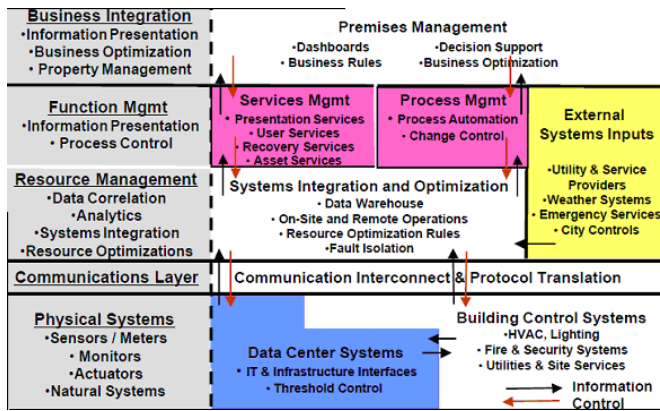 Business Integration
•Information Presentation
•Business Optimization
• Property Management
Premises Management
•Dashboards
• Business Rules
•Decision Support
•Business Optimization
Function Mgmt
•Information Presentation
• Process Control
Services Mgmt
• Presentation Services
• User Services
• Recovery Services
• Asset Services
Process Mgmt
• Process Automation
• Change Control
External
Systems Inputs
• Utility & Service
Providers
•Weather Systems
•Emergency Services
•City Controls
Resource Management
•Data Correlation
•Analytics
•Systems Integration
•Resource Optimizations
Systems Integration and Optimization
•Data Warehouse
•On-Site and Remote Operations
•Resource Optimization Rules
•Fault Isolation
Communications Layer
Communication Interconnect & Protocol Translation
Physical Systems
•Sensors / Meters
• Monitors
• Actuators
•Natural Systems
Data Center Systems
• IT & Infrastructure Interfaces
• Threshold Control
Building Control Systems
•HVAC, Lighting
• Fire & Security Systems
•Utilities & Site Services
Information
Control